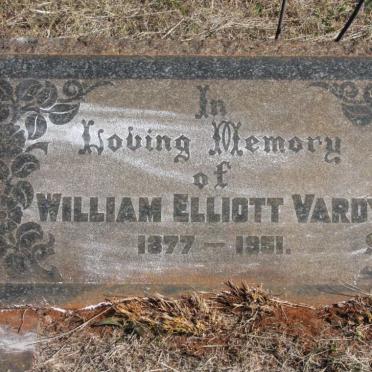 In
Loving Memory
of
WILLIAM ELLIOTT VARDY
1877 — 1951.